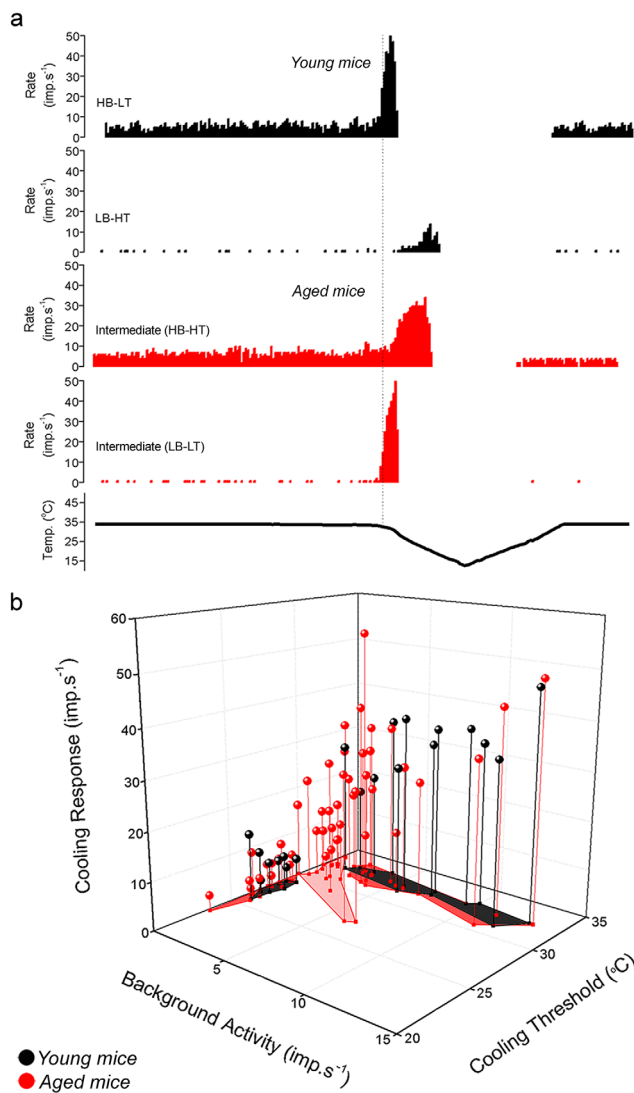 a
50
40
30
20
10
0
Rate
(imp.s⁻¹)
Young mice
HB-LT
50
40
30
20
10
0
Rate
(imp.s⁻¹)
LB-HT
50
40
30
20
10
0
Rate
(imp.s⁻¹)
Aged mice
Intermediate (HB-HT)
50
40
30
20
10
0
Rate
(imp.s⁻¹)
Intermediate (LB-LT)
45
35
25
15
Temp. (ºC)
b
60
50
40
30
20
10
0
Cooling Response (imp.s⁻¹)
5
10
15
Background Activity (imp.s⁻¹)
20
25
30
35
Cooling Threshold (ºC)
Young mice
Aged mice